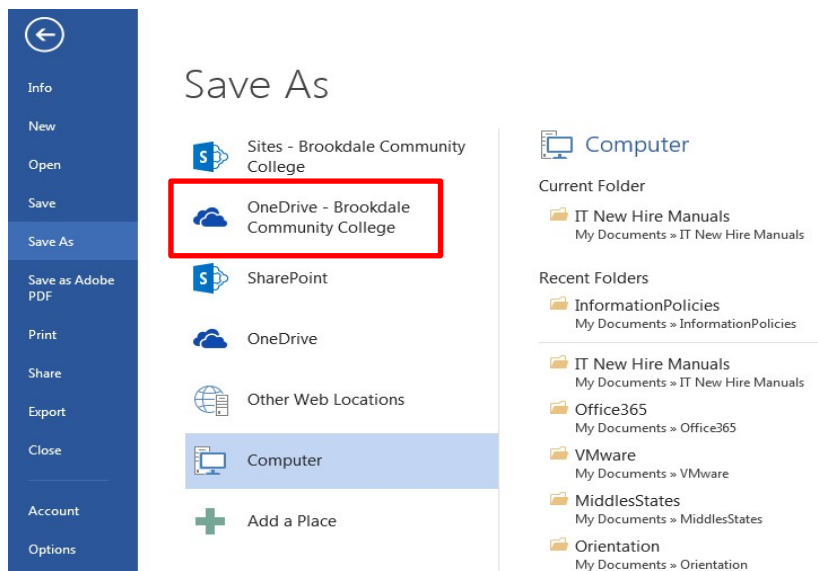 Info
New
Open
Save
Save As
Save as Adobe
PDF
Print
Share
Export
Close
Account
Options
Save As
Sites - Brookdale Community
College
OneDrive - Brookdale
Community College
SharePoint
OneDrive
Other Web Locations
Computer
Add a Place
Computer
Current Folder
IT New Hire Manuals
My Documents » IT New Hire Manuals
Recent Folders
InformationPolicies
My Documents » InformationPolicies
IT New Hire Manuals
My Documents » IT New Hire Manuals
Office365
My Documents » Office365
VMware
My Documents » VMware
MiddlesStates
My Documents » MiddlesStates
Orientation
My Documents » Orientation